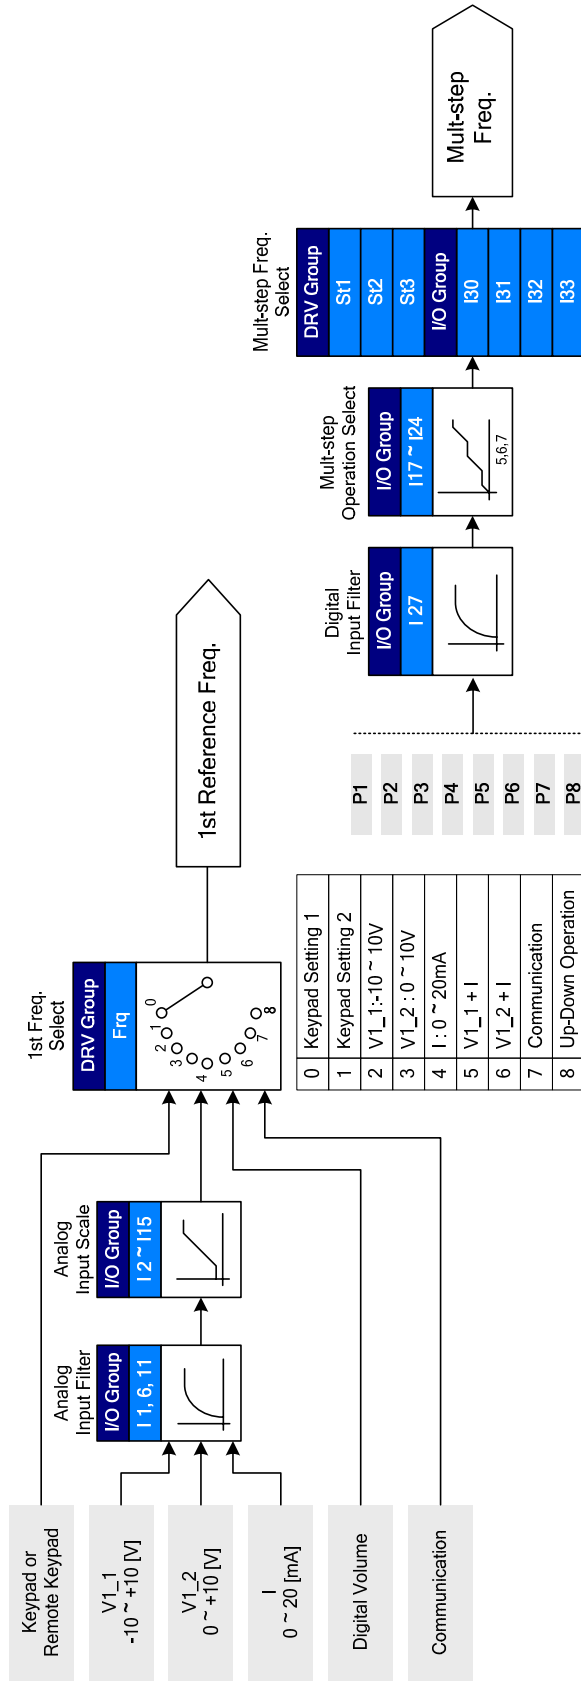 Keypad or
Remote Keypad
V1_1
-10 ~ +10 [V]
V1_2
0 ~ +10 [V]
I
0 ~ 20 [mA]
Digital Volume
Communication
Analog
Input Filter
I/O Group
I 1, 6, 11
Analog
Input Scale
I/O Group
I 2 ~ I15
1st Freq.
Select
DRV Group
Frq
0
1
2
3
4
5
6
7
8
1st Reference Freq.
0 Keypad Setting 1
1 Keypad Setting 2
2 V1_1:-10 ~ 10V
3 V1_2 : 0 ~ 10V
4 I : 0 ~ 20mA
5 V1_1 + I
6 V1_2 + I
7 Communication
8 Up-Down Operation
P1
P2
P3
P4
P5
P6
P7
P8
Digital
Input Filter
I/O Group
I 27
Mult-step
Operation Select
I/O Group
I17 ~ I24
5,6,7
Mult-step Freq.
Select
DRV Group
St1
St2
St3
I/O Group
I30
I31
I32
I33
Mult-step
Freq.